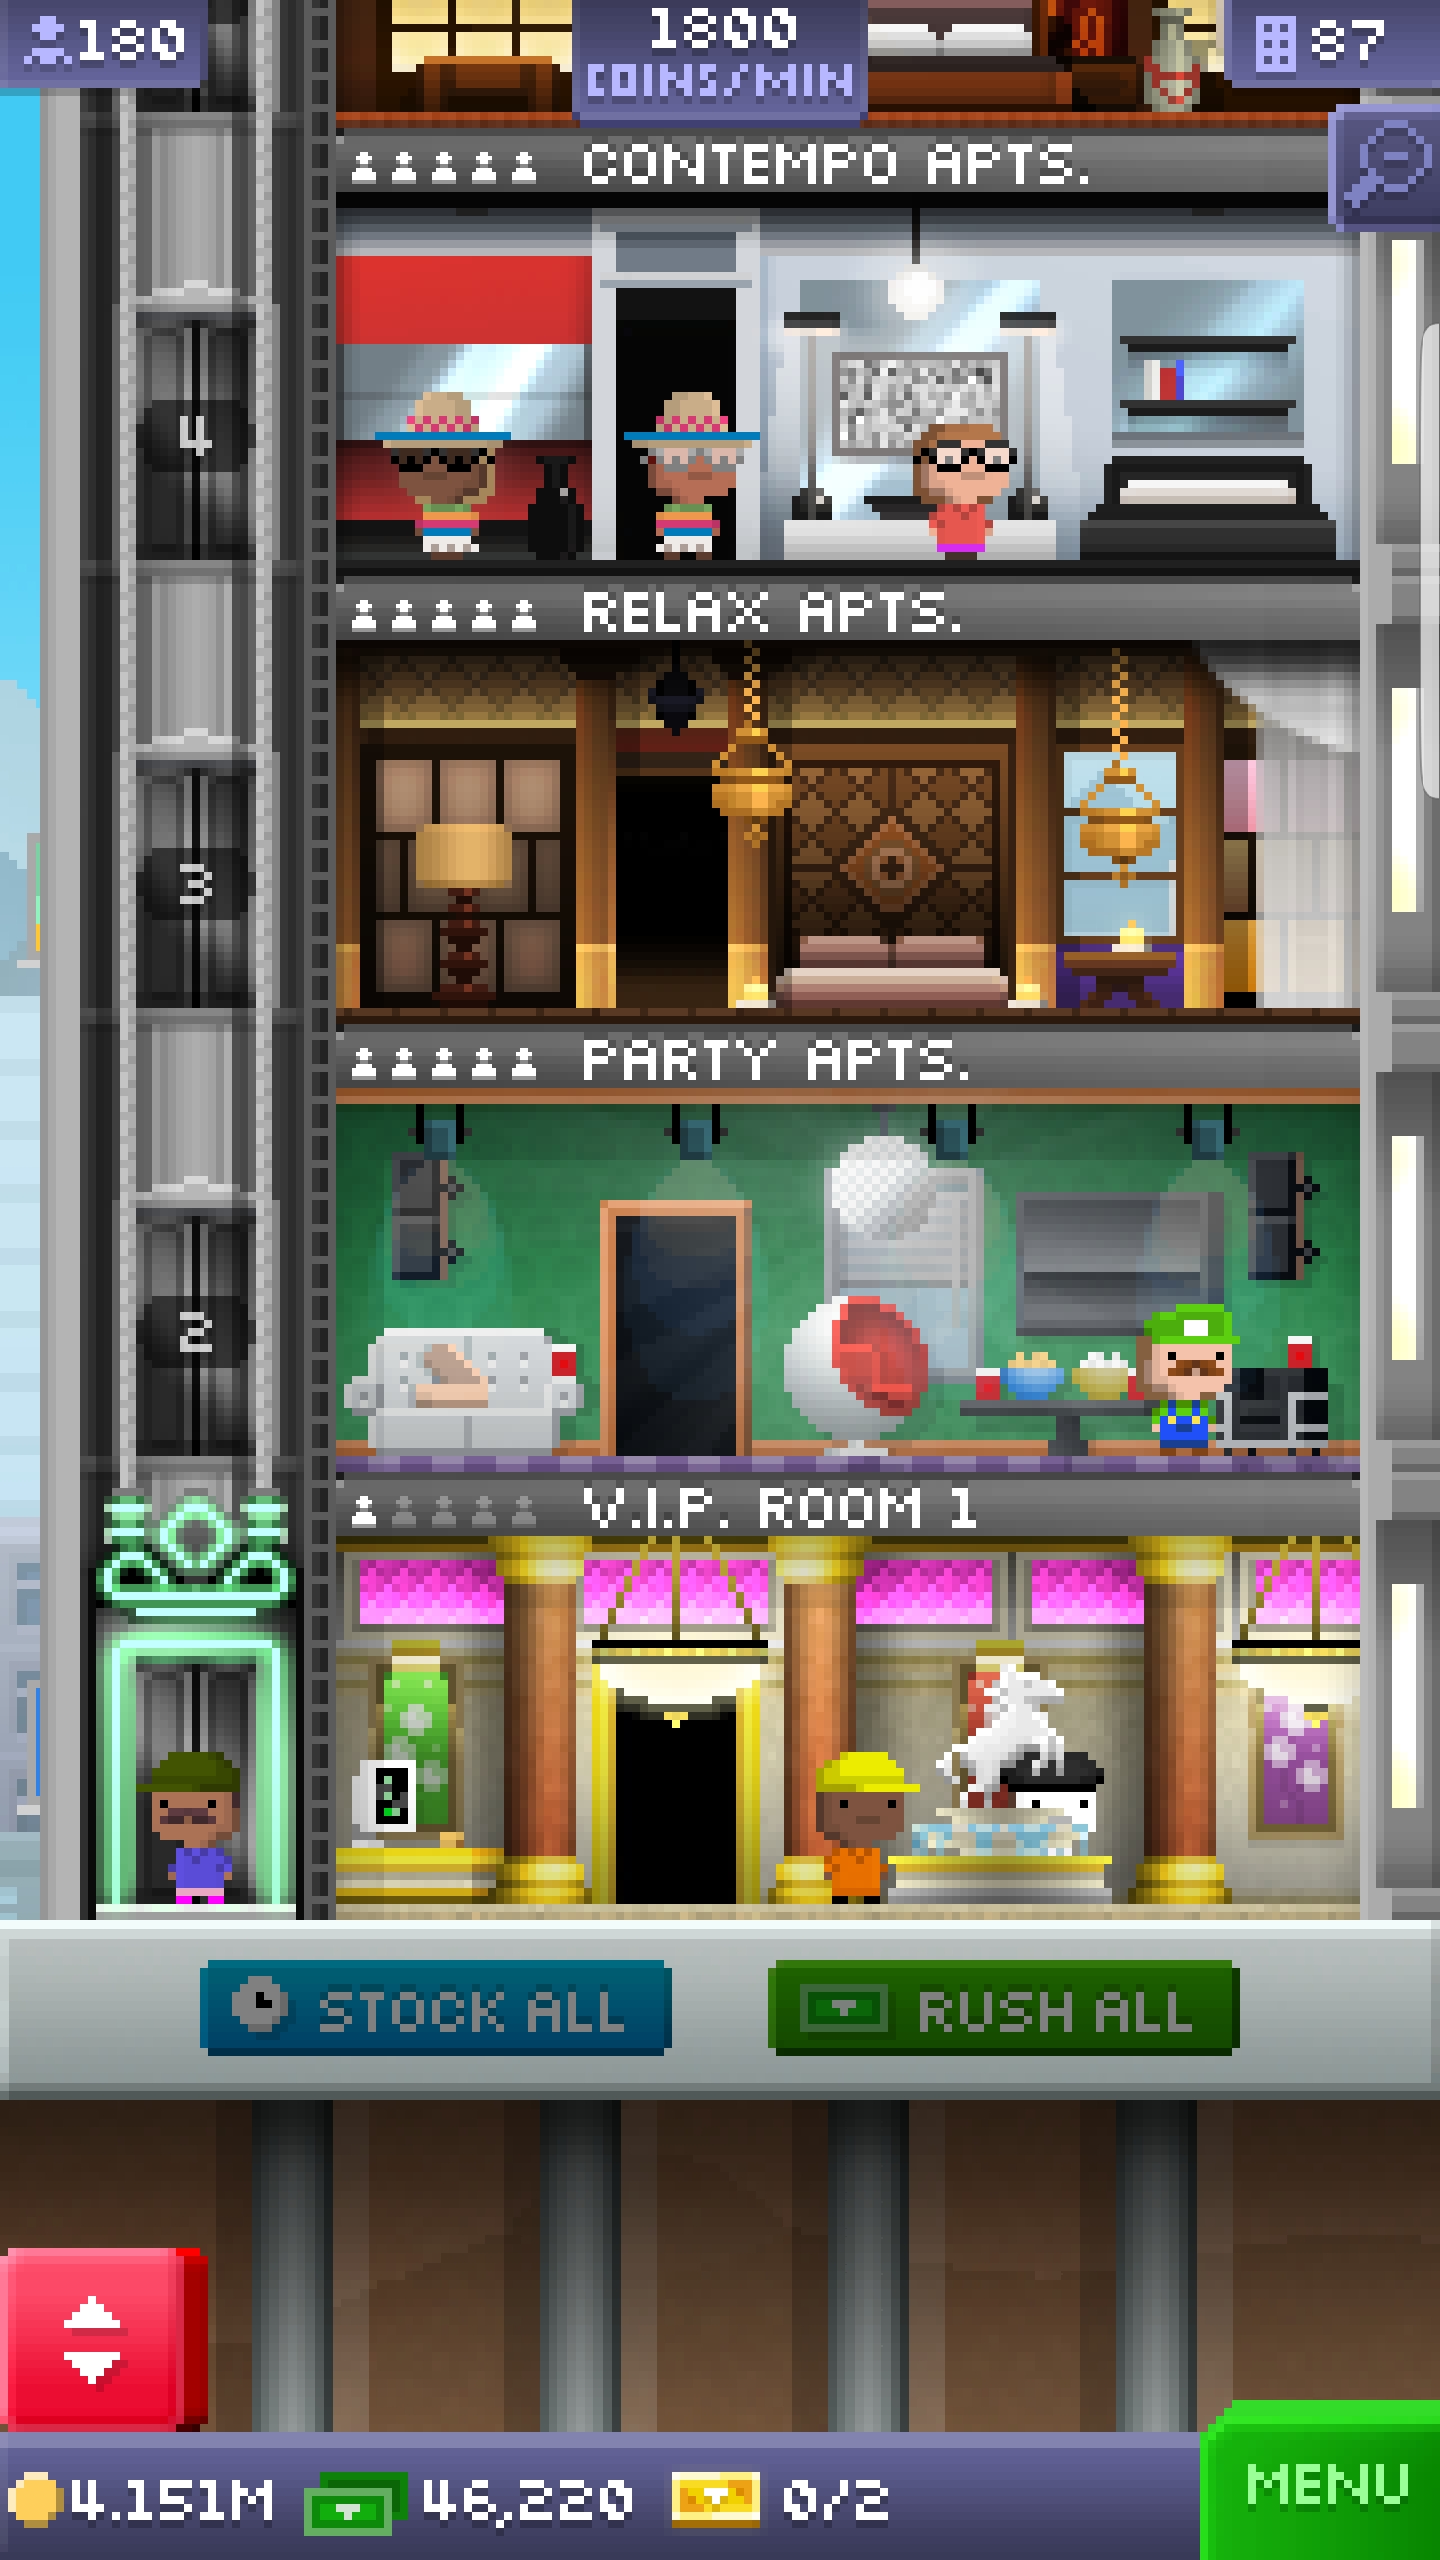 180
1800
COINS/MIN
87
CONTEMPO APTS.
4
RELAX APTS.
3
PARTY APTS.
2
V.I.P. ROOM 1
STOCK ALL
RUSH ALL
4.151M
46,220
0/2
MENU